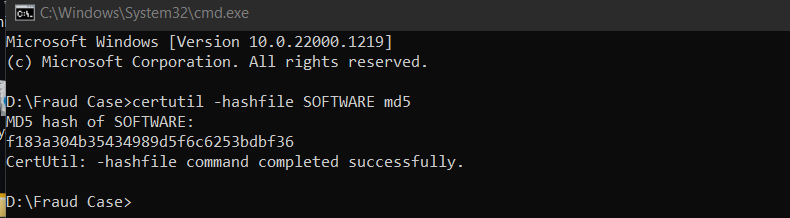 C:\Windows\System32\cmd.exe
Microsoft Windows [Version 10.0.22000.1219]
(c) Microsoft Corporation. All rights reserved.
D:\Fraud Case>certutil -hashfile SOFTWARE md5
MD5 hash of SOFTWARE:
f183a304b35434989d5f6c6253bdbf36
CertUtil: -hashfile command completed successfully.
D:\Fraud Case>